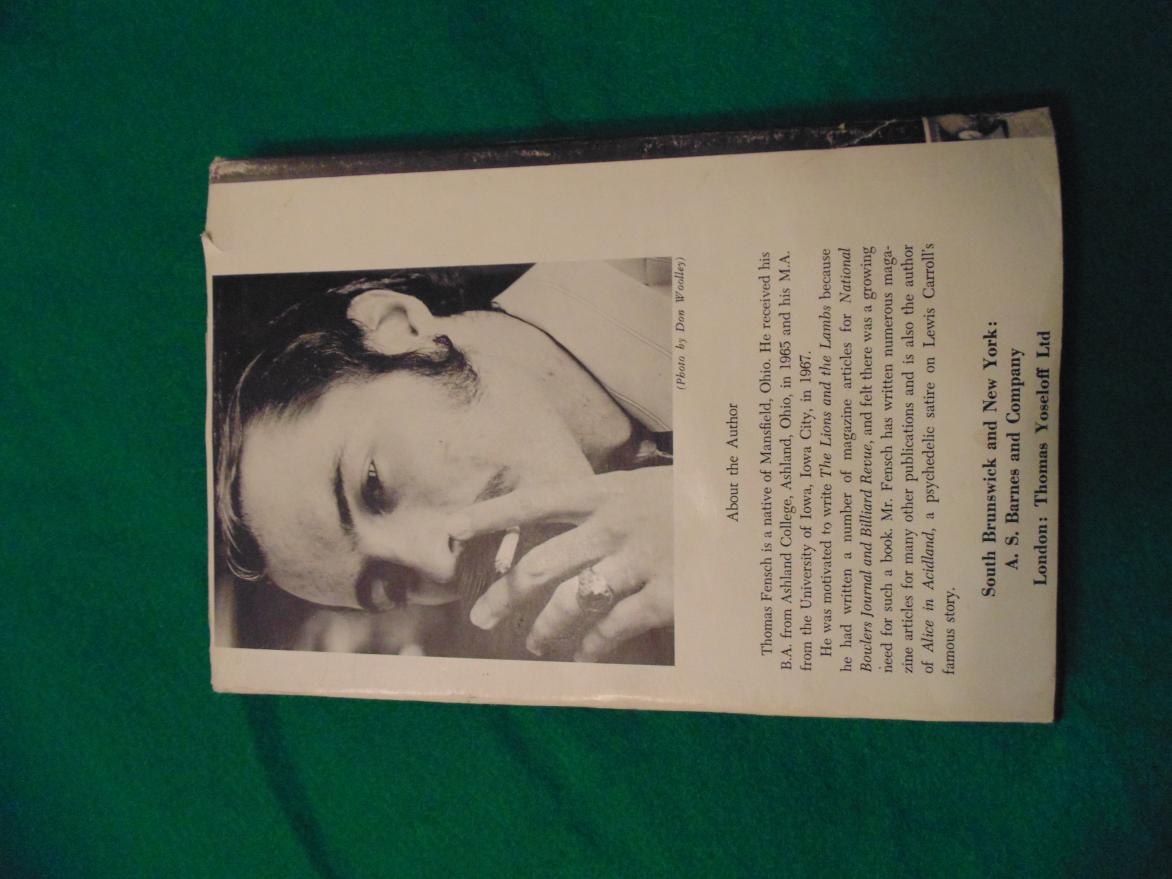 (Photo by Don Woolley)
About the Author
Thomas Fensch is a native of Mansfield, Ohio. He received his
B.A. from Ashland College, Ashland, Ohio, in 1965 and his M.A.
from the University of Iowa, Iowa City, in 1967.
He was motivated to write The Lions and the Lambs because
he had written a number of magazine articles for National
Bowlers Journal and Billiard Revue, and felt there was a growing
need for such a book. Mr. Fensch has written numerous maga-
zine articles for many other publications and is also the author
of Alice in Acidland, a psychedelic satire on Lewis Carroll's
famous story.
South Brunswick and New York:
A. S. Barnes and Company
London: Thomas Yoseloff Ltd